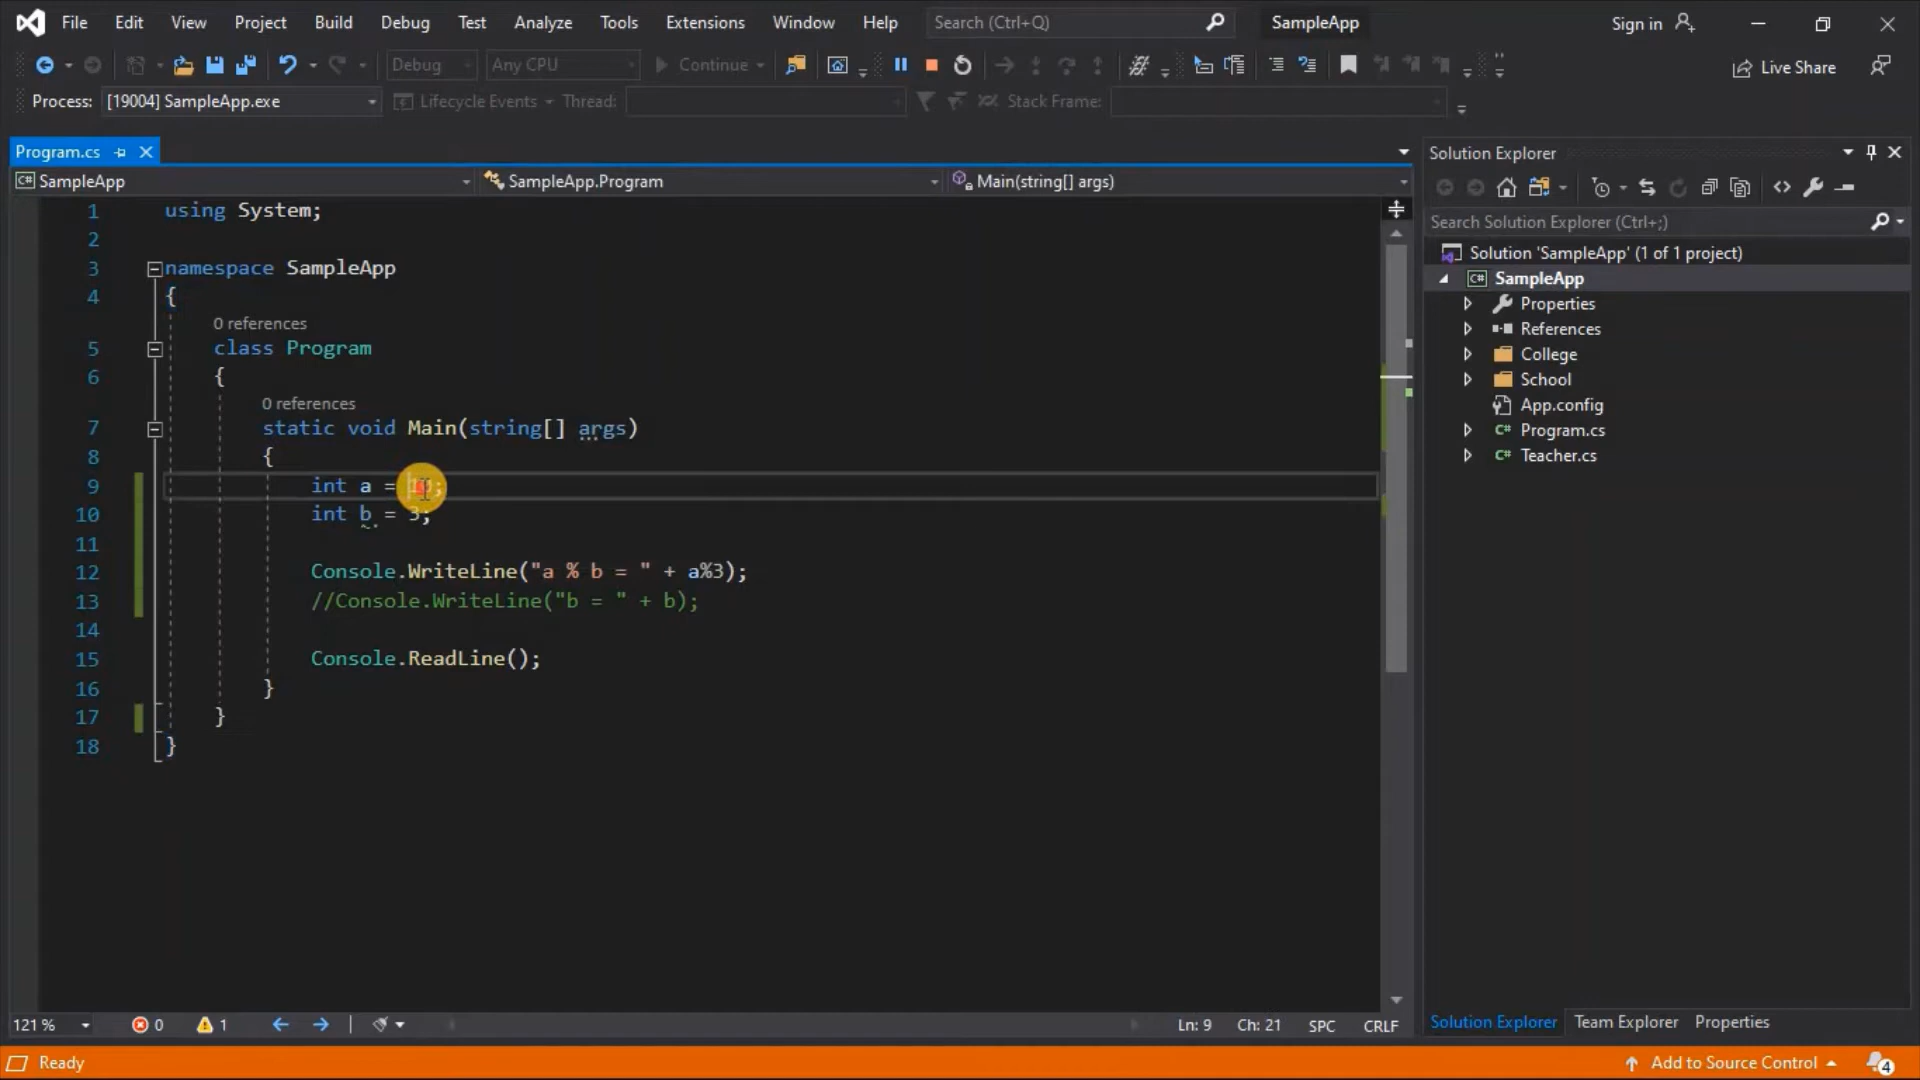 File Edit View Project Build Debug Test Analyze Tools Extensions Window Help Search (Ctrl+Q) SampleApp Sign in
Debug Any CPU Continue Live Share
Process: [19004] SampleApp.exe Lifecycle Events Thread: Stack Frame:
Program.cs
SampleApp SampleApp.Program Main(string[] args)
1 using System;
2
3 namespace SampleApp
4 {
0 references
5 class Program
6 {
0 references
7 static void Main(string[] args)
8 {
9 int a =
10 int b = 3;
11
12 Console.WriteLine("a % b = " + a%3);
13 //Console.WriteLine("b = " + b);
14
15 Console.ReadLine();
16 }
17 }
18 }
121 % 0 1 Ln: 9 Ch: 21 SPC CRLF
Solution Explorer
Search Solution Explorer (Ctrl+;)
Solution 'SampleApp' (1 of 1 project)
C# SampleApp
Properties
References
College
School
App.config
C# Program.cs
C# Teacher.cs
Solution Explorer Team Explorer Properties
Ready Add to Source Control 4